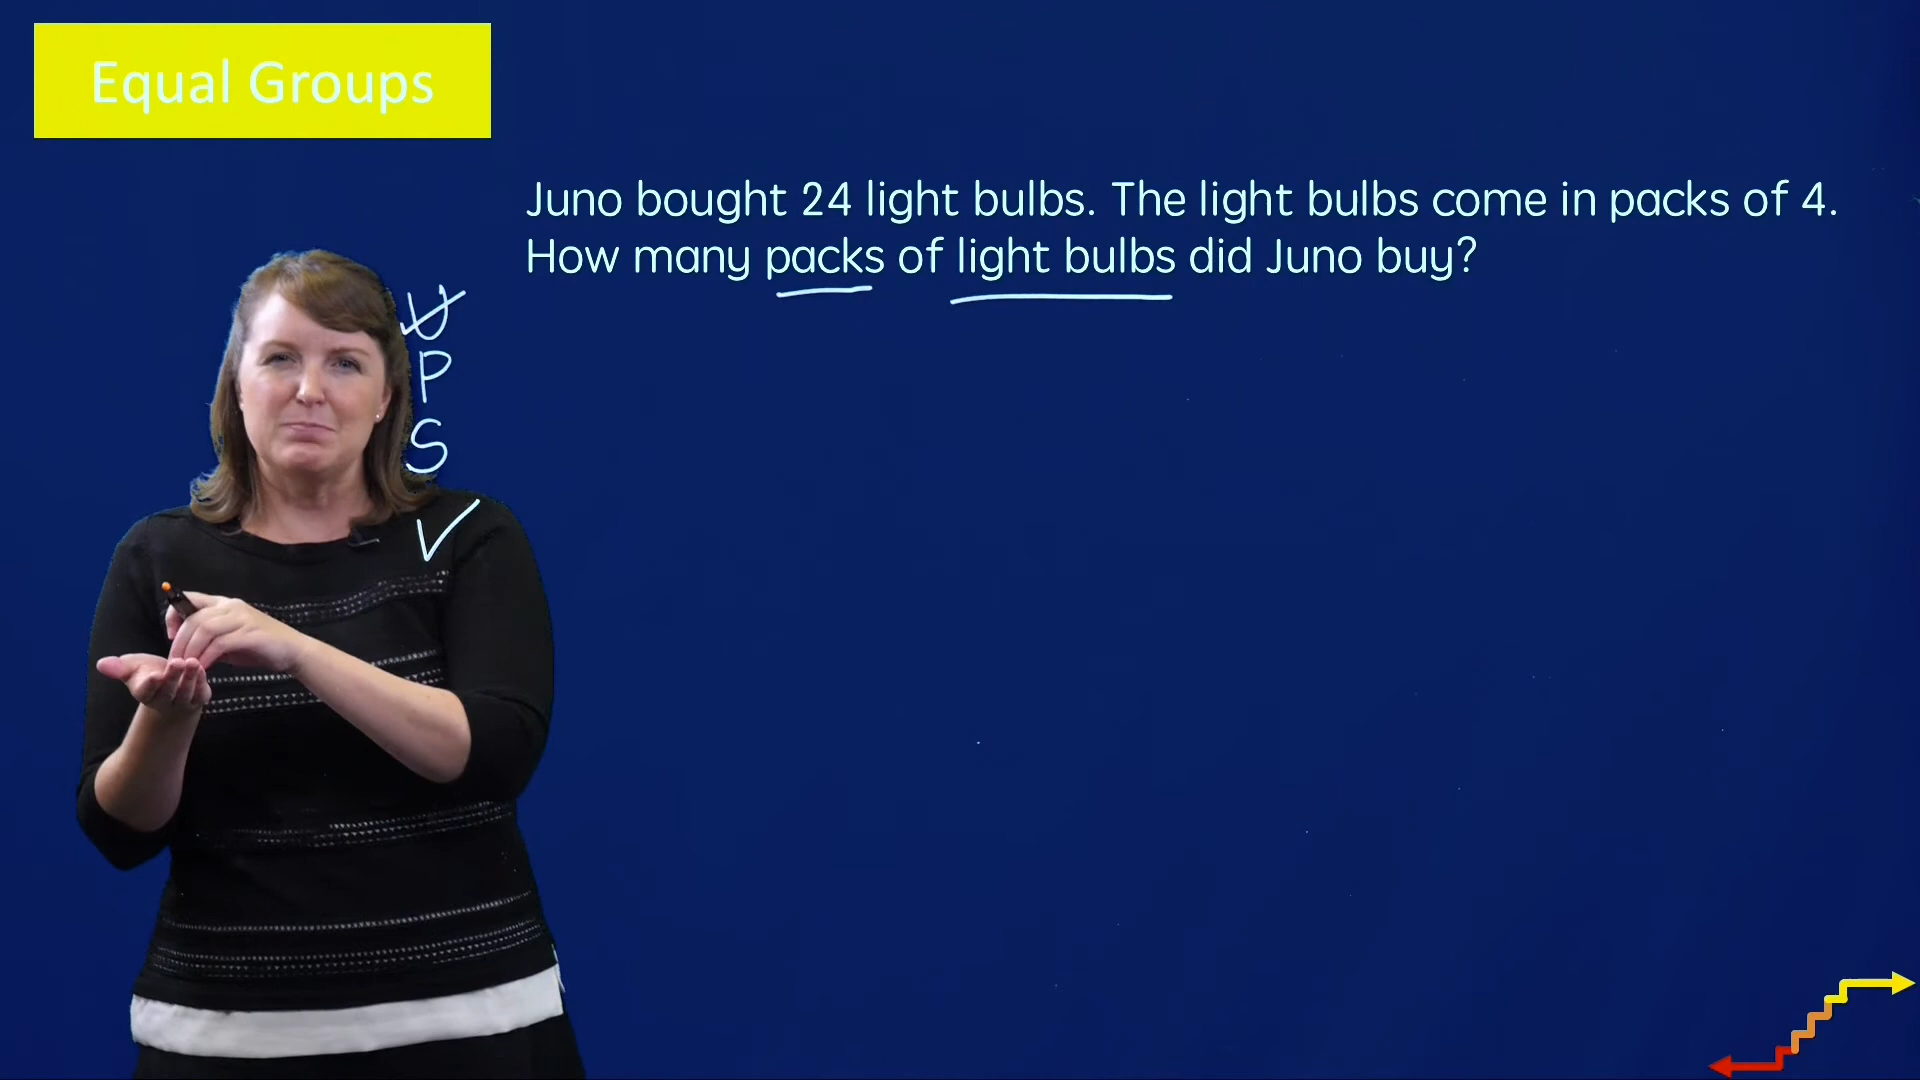 Equal Groups
Juno bought 24 light bulbs. The light bulbs come in packs of 4.
How many packs of light bulbs did Juno buy?
U
P
S
✓